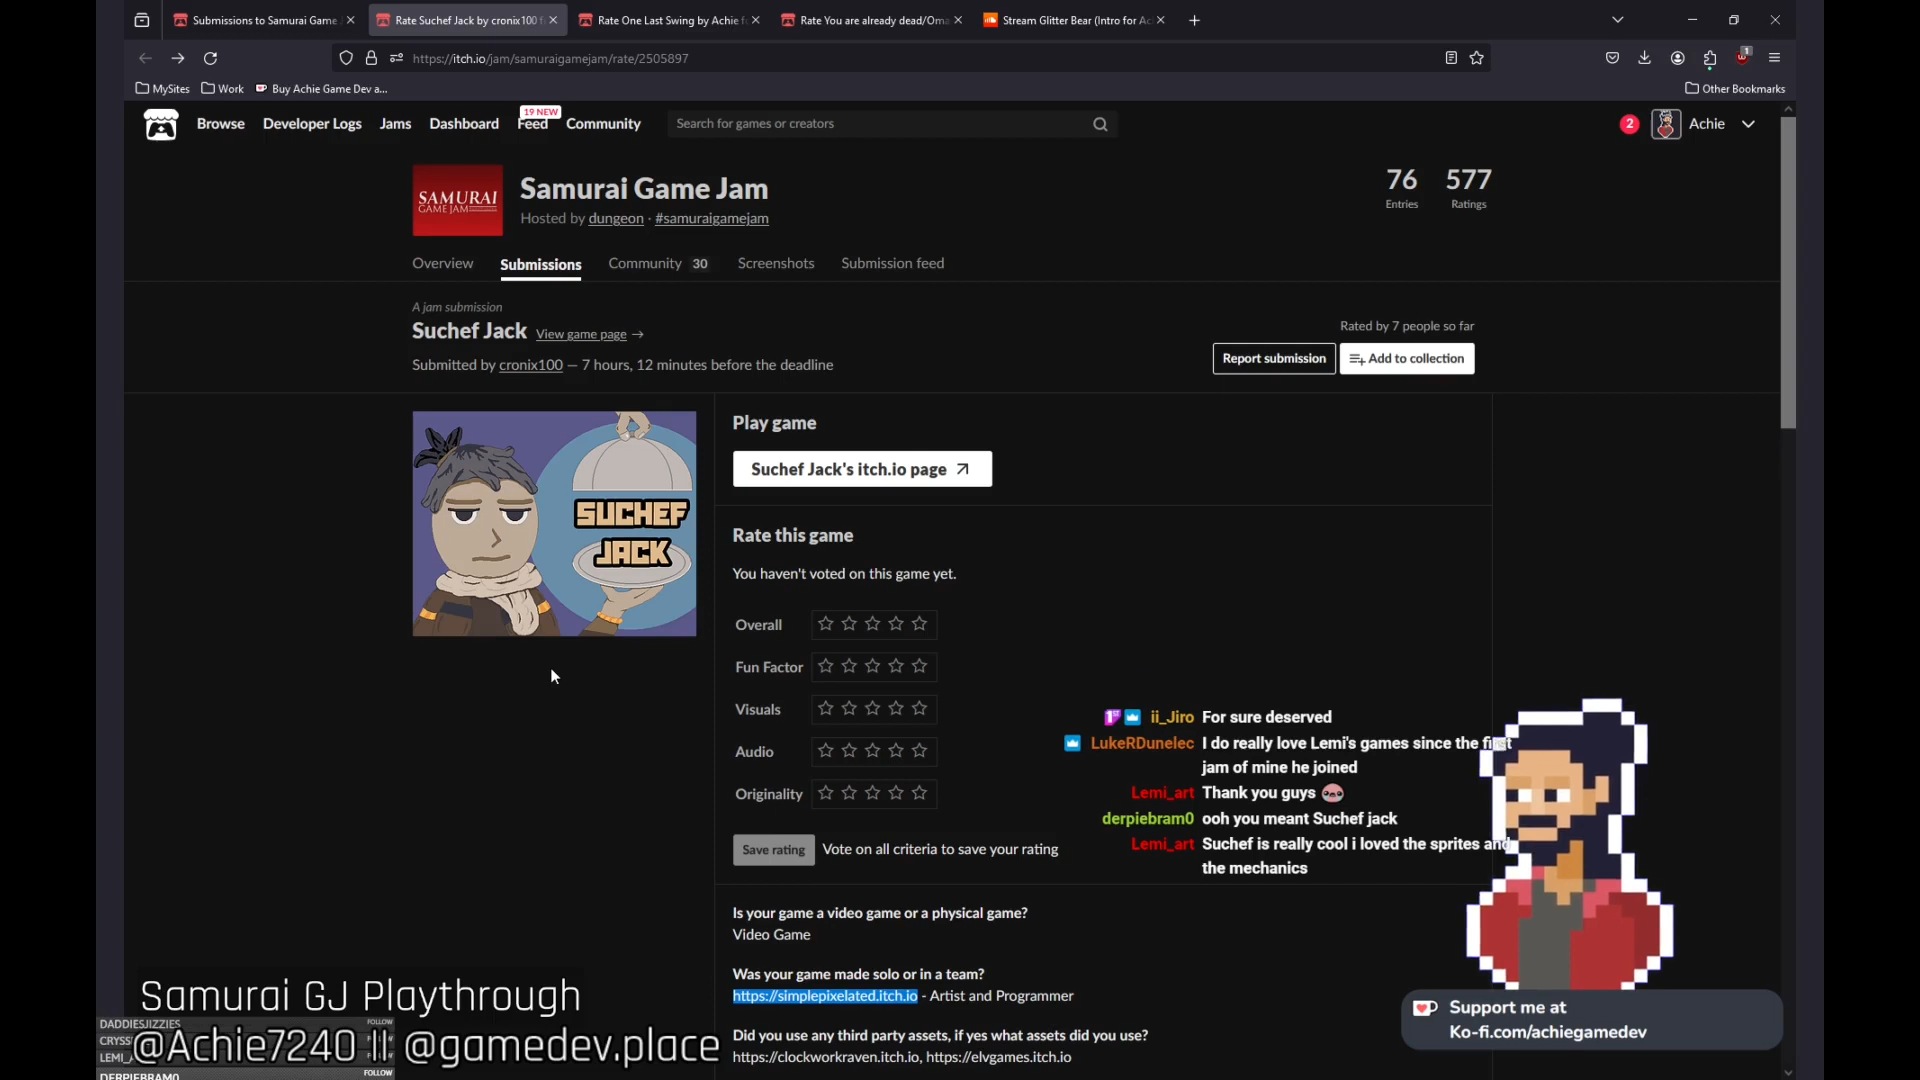 Submissions to Samurai Game
Rate Suchef Jack by cronix100 f
Rate One Last Swing by Achie f
Rate You are already dead/Oma
Stream Glitter Bear (Intro for Ac
https://itch.io/jam/samuraigamejam/rate/2505897
1
MySites
Work
Buy Achie Game Dev a...
Other Bookmarks
19 NEW
Browse
Developer Logs
Jams
Dashboard
Feed
Community
Search for games or creators
2
Achie
SAMURAI
GAME JAM
Samurai Game Jam
Hosted by dungeon · #samuraigamejam
76
Entries
577
Ratings
Overview
Submissions
Community 30
Screenshots
Submission feed
A jam submission
Suchef Jack View game page →
Submitted by cronix100 — 7 hours, 12 minutes before the deadline
Rated by 7 people so far
Report submission
Add to collection
SUCHEF
JACK
Play game
Suchef Jack's itch.io page
Rate this game
You haven't voted on this game yet.
Overall
Fun Factor
Visuals
Audio
Originality
Save rating
Vote on all criteria to save your rating
ii_Jiro For sure deserved
LukeRDunelec I do really love Lemi's games since the first
jam of mine he joined
Lemi_art Thank you guys
derpiebram0 ooh you meant Suchef jack
Lemi_art Suchef is really cool i loved the sprites and
the mechanics
Is your game a video game or a physical game?
Video Game
Was your game made solo or in a team?
https://simplepixelated.itch.io - Artist and Programmer
Did you use any third party assets, if yes what assets did you use?
https://clockworkraven.itch.io, https://elvgames.itch.io
Samurai GJ Playthrough
@Achie7240 || @gamedev.place
DADDIESJIZZIES FOLLOW
DERPIEBRAM0 FOLLOW
Support me at
Ko-fi.com/achiegamedev